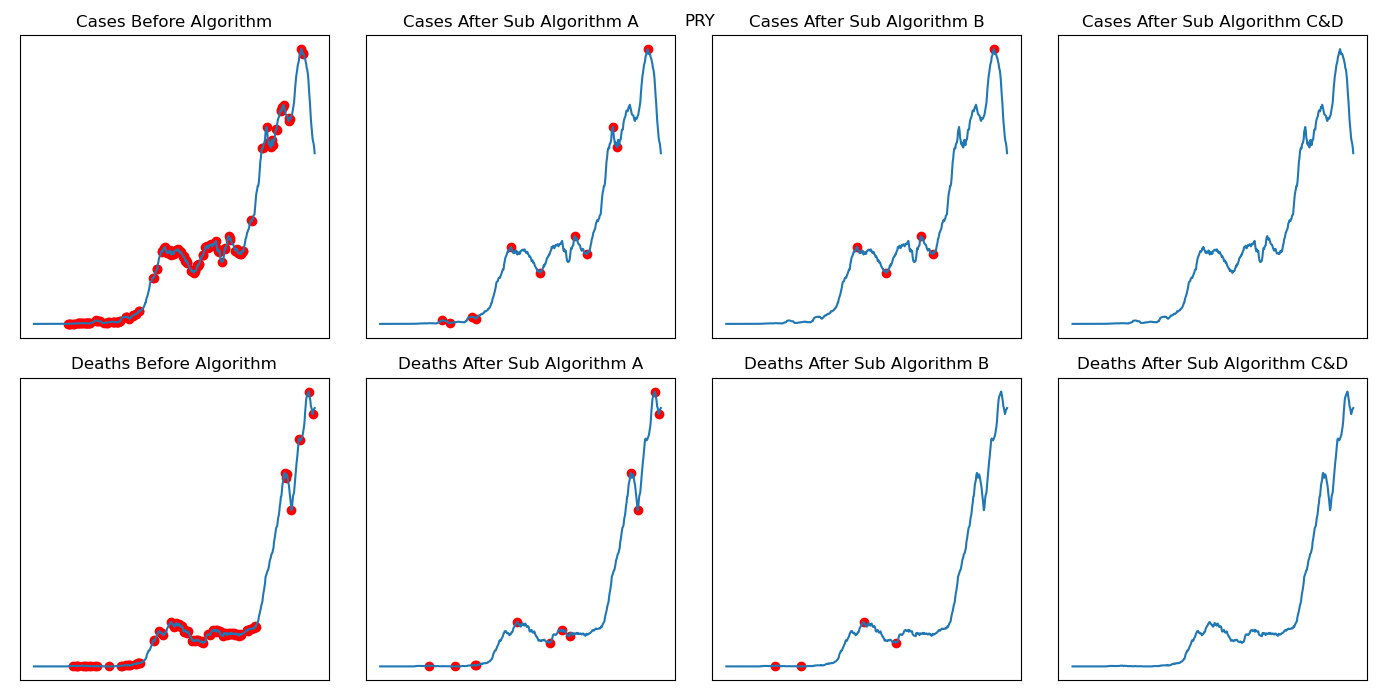 PRY
Cases Before Algorithm
Cases After Sub Algorithm A
Cases After Sub Algorithm B
Cases After Sub Algorithm C&D
Deaths Before Algorithm
Deaths After Sub Algorithm A
Deaths After Sub Algorithm B
Deaths After Sub Algorithm C&D